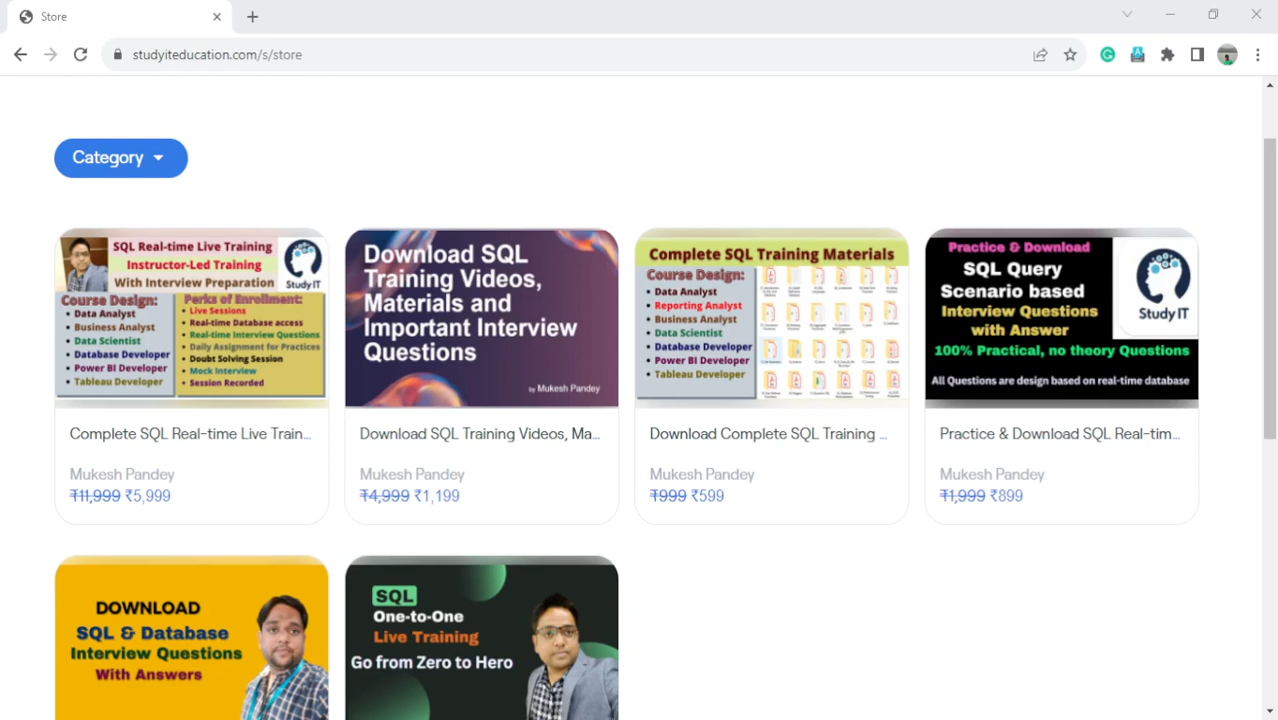 Store
studyiteducation.com/s/store
Category
SQL Real-time Live Training
Instructor-Led Training
With Interview Preparation
Study IT
Course Design:
• Data Analyst
• Business Analyst
• Data Scientist
• Database Developer
• Power BI Developer
• Tableau Developer
Perks of Enrollment:
• Live Sessions
• Real-time Database access
• Real-time Interview Questions
• Daily Assignment for Practices
• Doubt Solving Session
• Mock Interview
• Session Recorded
Complete SQL Real-time Live Train...
Mukesh Pandey
₹11,999 ₹5,999
Download SQL
Training Videos,
Materials and
Important Interview
Questions
by Mukesh Pandey
Download SQL Training Videos, Ma...
Mukesh Pandey
₹4,999 ₹1,199
Complete SQL Training Materials
Course Design:
• Data Analyst
• Reporting Analyst
• Business Analyst
• Data Scientist
• Database Developer
• Power BI Developer
• Tableau Developer
Download Complete SQL Training ...
Mukesh Pandey
₹999 ₹599
Practice & Download
SQL Query
Scenario based
Interview Questions
with Answer
Study IT
100% Practical, no theory Questions
All Questions are design based on real-time database
Practice & Download SQL Real-tim...
Mukesh Pandey
₹1,999 ₹899
DOWNLOAD
SQL & Database
Interview Questions
With Answers
SQL
One-to-One
Live Training
Go from Zero to Hero